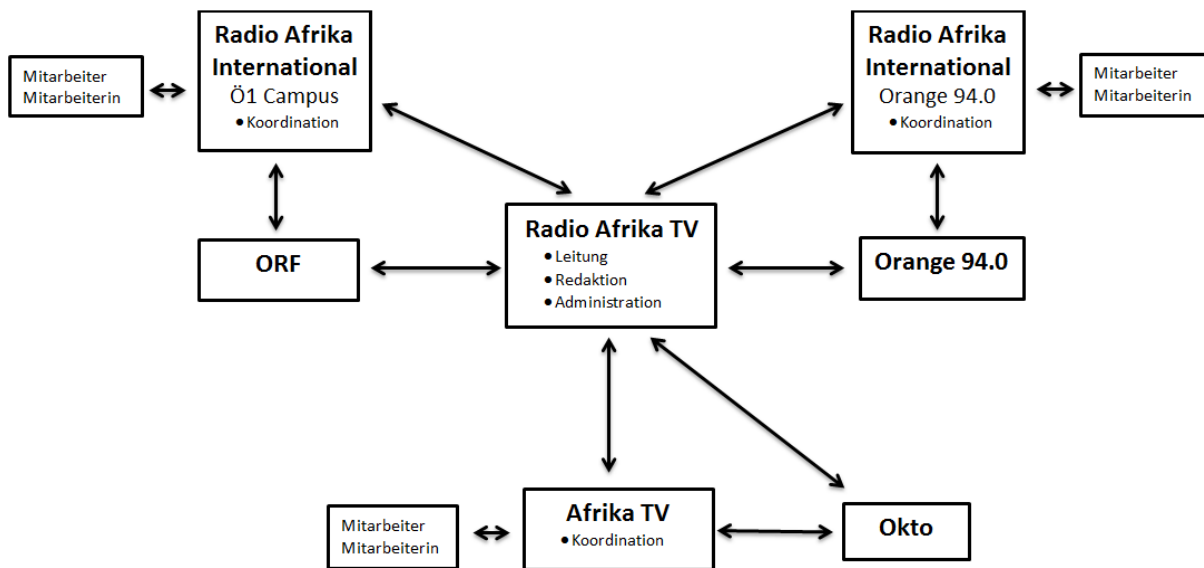 Radio Afrika
International
Ö1 Campus
• Koordination
Mitarbeiter
Mitarbeiterin
Radio Afrika
International
Orange 94.0
• Koordination
Mitarbeiter
Mitarbeiterin
ORF
Radio Afrika TV
• Leitung
• Redaktion
• Administration
Orange 94.0
Mitarbeiter
Mitarbeiterin
Afrika TV
• Koordination
Okto